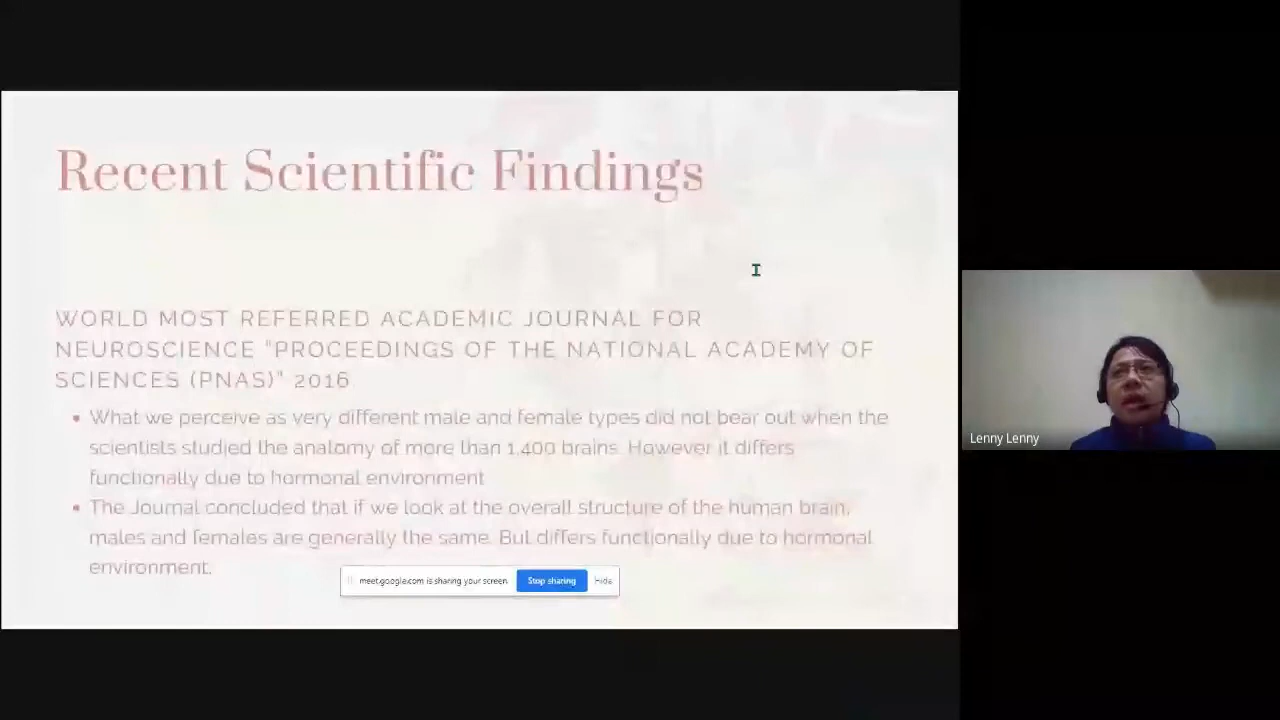 Recent Scientific Findings
WORLD MOST REFERRED ACADEMIC JOURNAL FOR
NEUROSCIENCE "PROCEEDINGS OF THE NATIONAL ACADEMY OF
SCIENCES (PNAS)" 2016
What we perceive as very different male and female types did not bear out when the
scientists studied the anatomy of more than 1,400 brains. However it differs
functionally due to hormonal environment
The Journal concluded that if we look at the overall structure of the human brain,
males and females are generally the same. But differs functionally due to hormonal
environment.
meet.google.com is sharing your screen. Stop sharing Hide
Lenny Lenny